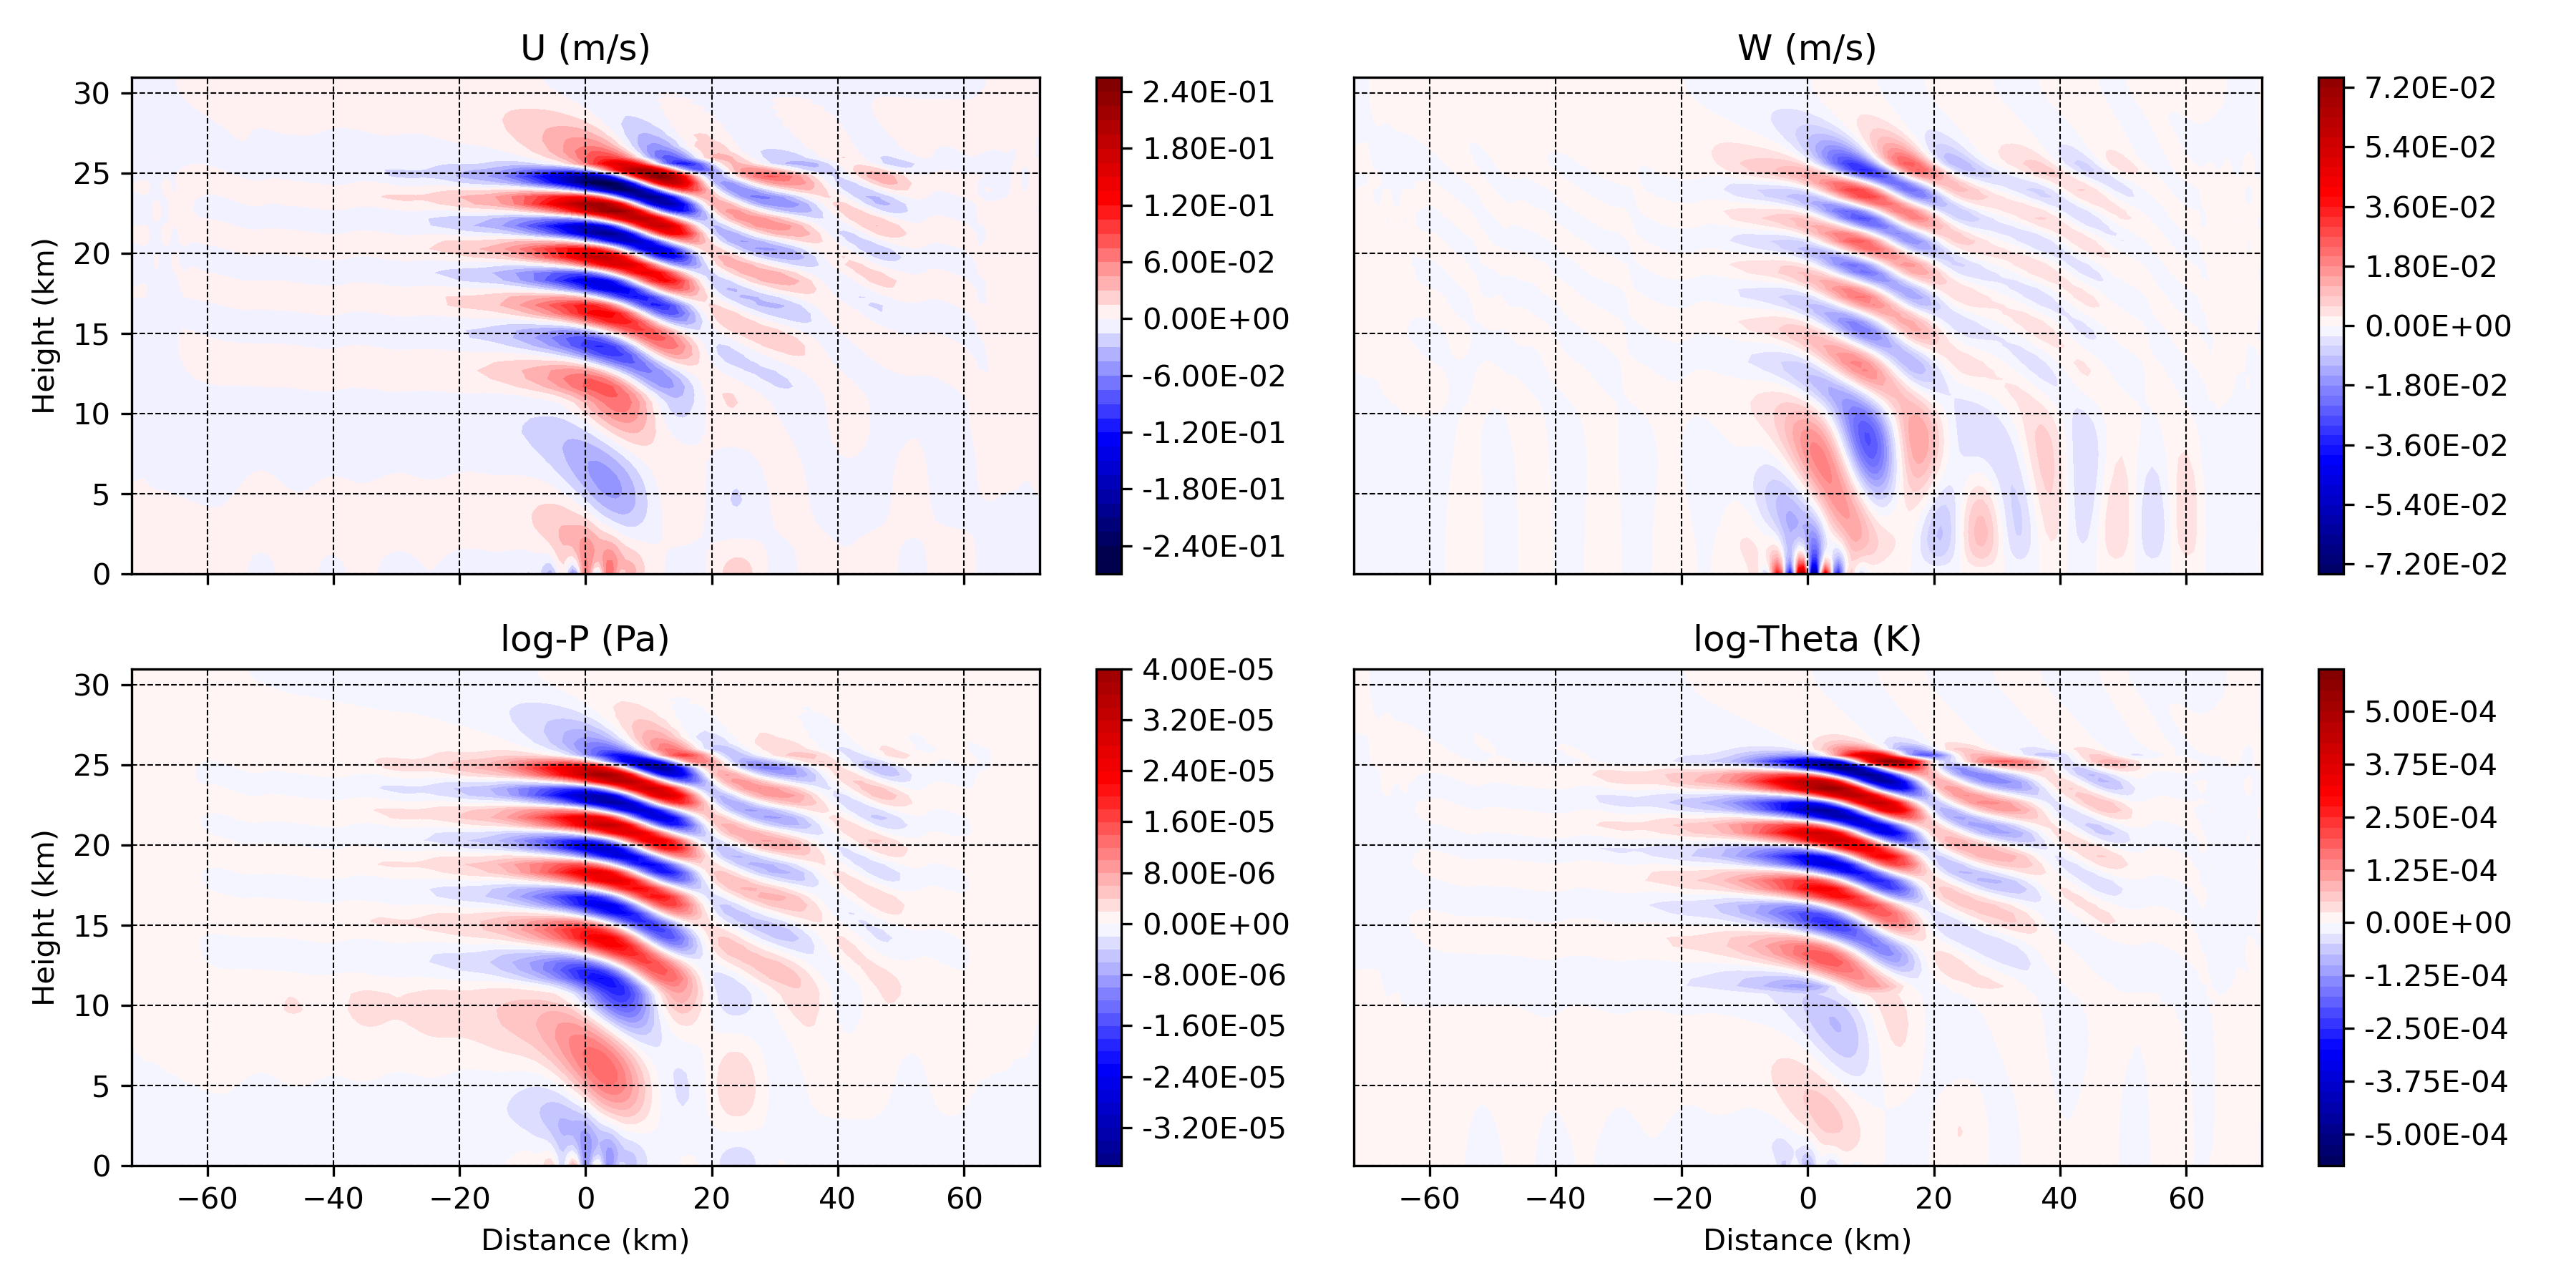 U (m/s)
Height (km)
30
25
20
15
10
5
0
2.40E-01
1.80E-01
1.20E-01
6.00E-02
0.00E+00
-6.00E-02
-1.20E-01
-1.80E-01
-2.40E-01
W (m/s)
7.20E-02
5.40E-02
3.60E-02
1.80E-02
0.00E+00
-1.80E-02
-3.60E-02
-5.40E-02
-7.20E-02
log-P (Pa)
Height (km)
30
25
20
15
10
5
0
−60 −40 −20 0 20 40 60
Distance (km)
4.00E-05
3.20E-05
2.40E-05
1.60E-05
8.00E-06
0.00E+00
-8.00E-06
-1.60E-05
-2.40E-05
-3.20E-05
log-Theta (K)
−60 −40 −20 0 20 40 60
Distance (km)
5.00E-04
3.75E-04
2.50E-04
1.25E-04
0.00E+00
-1.25E-04
-2.50E-04
-3.75E-04
-5.00E-04